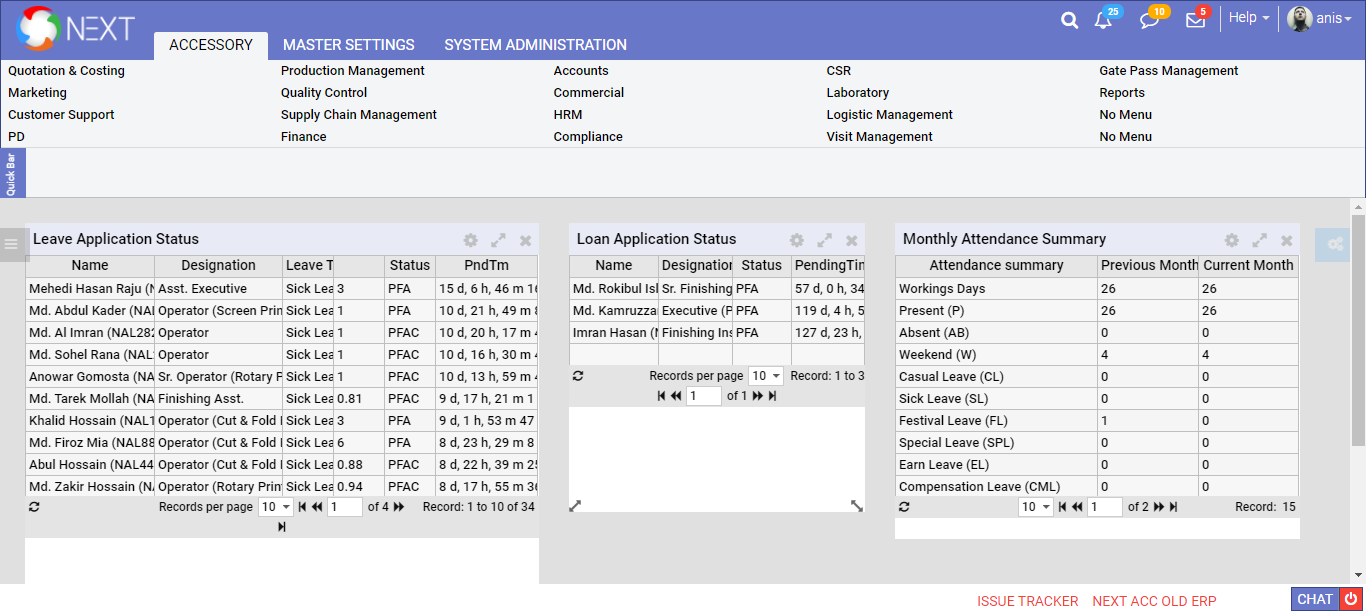 NEXT
ACCESSORY MASTER SETTINGS SYSTEM ADMINISTRATION
25 10 5 Help anis
Quotation & Costing Production Management Accounts CSR Gate Pass Management
Marketing Quality Control Commercial Laboratory Reports
Customer Support Supply Chain Management HRM Logistic Management No Menu
PD Finance Compliance Visit Management No Menu
Quick Bar
Leave Application Status
Name Designation Leave T Status PndTm
Mehedi Hasan Raju (N Asst. Executive Sick Lea 3 PFA 15 d, 6 h, 46 m 16
Md. Abdul Kader (NAL Operator (Screen Prin Sick Lea 1 PFA 10 d, 21 h, 49 m 8
Md. Al Imran (NAL282 Operator Sick Lea 1 PFAC 10 d, 20 h, 17 m 4
Md. Sohel Rana (NAL Operator Sick Lea 1 PFAC 10 d, 16 h, 30 m 4
Anowar Gomosta (NA Sr. Operator (Rotary P Sick Lea 1 PFAC 10 d, 13 h, 59 m 4
Md. Tarek Mollah (NA Finishing Asst. Sick Lea 0.81 PFAC 9 d, 17 h, 21 m 1
Khalid Hossain (NAL1 Operator (Cut & Fold Sick Lea 3 PFA 9 d, 1 h, 53 m 47
Md. Firoz Mia (NAL88 Operator (Cut & Fold Sick Lea 6 PFA 8 d, 23 h, 29 m 8
Abul Hossain (NAL44 Operator (Cut & Fold Sick Lea 0.88 PFAC 8 d, 22 h, 39 m 25
Md. Zakir Hossain (N Operator (Rotary Prin Sick Lea 0.94 PFAC 8 d, 17 h, 55 m 36
Records per page 10 1 of 4 Record: 1 to 10 of 34
Loan Application Status
Name Designation Status PendingTim
Md. Rokibul Isl Sr. Finishing PFA 57 d, 0 h, 34
Md. Kamruzza Executive (P PFA 119 d, 4 h, 5
Imran Hasan (N Finishing Ins PFA 127 d, 23 h,
Records per page 10 Record: 1 to 3
1 of 1
Monthly Attendance Summary
Attendance summary Previous Month Current Month
Workings Days 26 26
Present (P) 26 26
Absent (AB) 0 0
Weekend (W) 4 4
Casual Leave (CL) 0 0
Sick Leave (SL) 0 0
Festival Leave (FL) 1 0
Special Leave (SPL) 0 0
Earn Leave (EL) 0 0
Compensation Leave (CML) 0 0
10 1 of 2 Record: 15
ISSUE TRACKER NEXT ACC OLD ERP CHAT